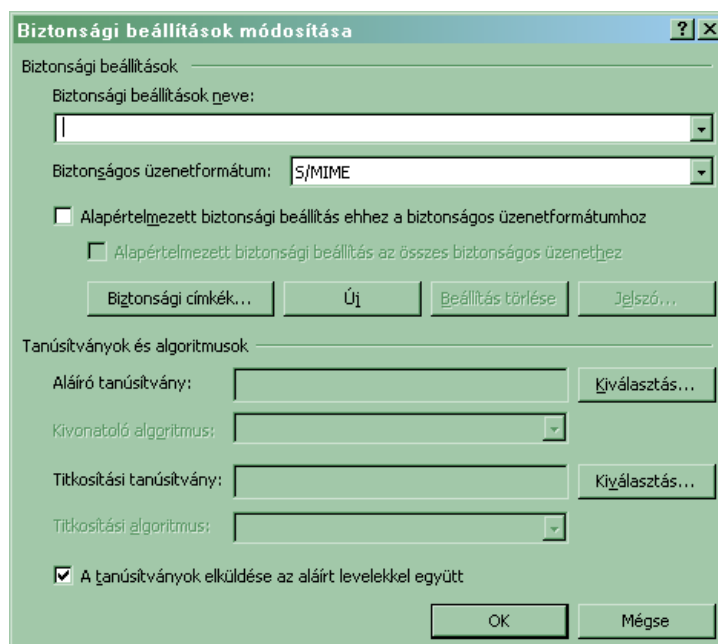 Biztonsági beállítások módosítása
Biztonsági beállítások
Biztonsági beállítások neve:
Biztonságos üzenetformátum: S/MIME
Alapértelmezett biztonsági beállítás ehhez a biztonságos üzenetformátumhoz
Alapértelmezett biztonsági beállítás az összes biztonságos üzenethez
Biztonsági címkék... Új Beállítás törlése Jelszó...
Tanúsítványok és algoritmusok
Aláíró tanúsítvány: Kiválasztás...
Kivonatoló algoritmus:
Titkosítási tanúsítvány: Kiválasztás...
Titkosítási algoritmus:
A tanúsítványok elküldése az aláírt levelekkel együtt
OK Mégse